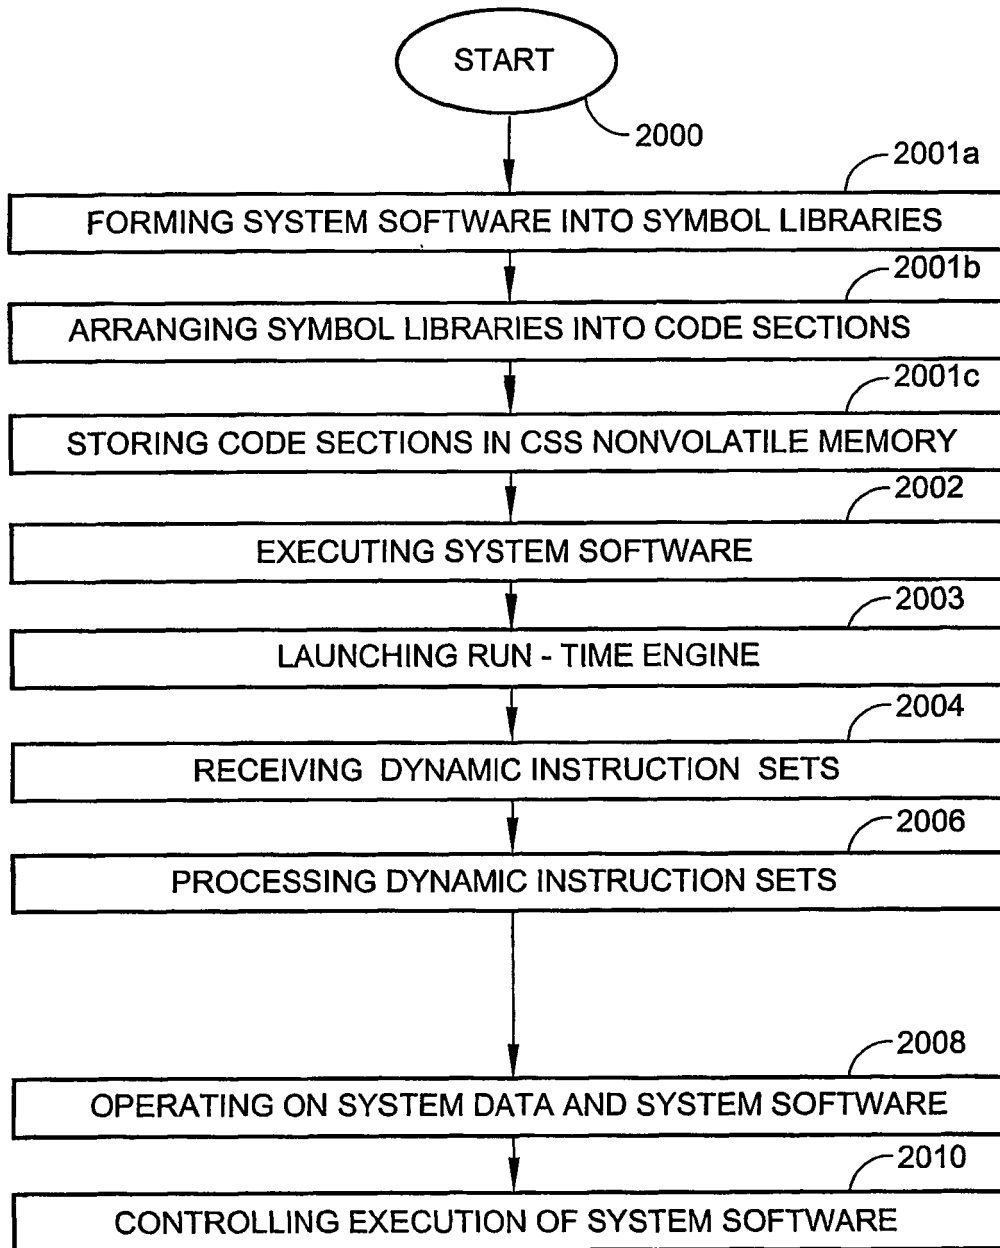 START
2000
2001a
FORMING SYSTEM SOFTWARE INTO SYMBOL LIBRARIES
2001b
ARRANGING SYMBOL LIBRARIES INTO CODE SECTIONS
2001c
STORING CODE SECTIONS IN CSS NONVOLATILE MEMORY
2002
EXECUTING SYSTEM SOFTWARE
2003
LAUNCHING RUN - TIME ENGINE
2004
RECEIVING DYNAMIC INSTRUCTION SETS
2006
PROCESSING DYNAMIC INSTRUCTION SETS
2008
OPERATING ON SYSTEM DATA AND SYSTEM SOFTWARE
2010
CONTROLLING EXECUTION OF SYSTEM SOFTWARE